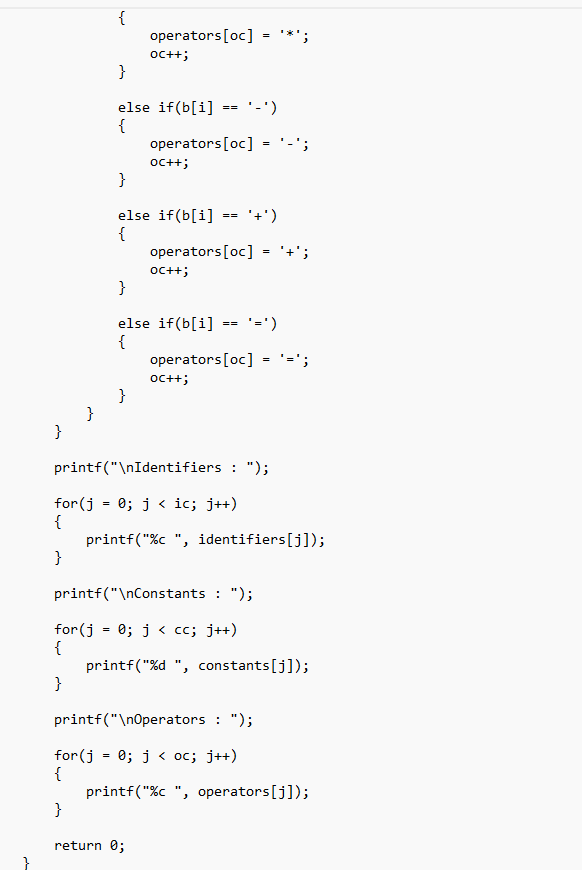 {
operators[oc] = '*';
oc++;
}
else if(b[i] == '-')
{
operators[oc] = '-';
oc++;
}
else if(b[i] == '+')
{
operators[oc] = '+';
oc++;
}
else if(b[i] == '=')
{
operators[oc] = '=';
oc++;
}
}
}
printf("\nIdentifiers : ");
for(j = 0; j < ic; j++)
{
printf("%c ", identifiers[j]);
}
printf("\nConstants : ");
for(j = 0; j < cc; j++)
{
printf("%d ", constants[j]);
}
printf("\nOperators : ");
for(j = 0; j < oc; j++)
{
printf("%c ", operators[j]);
}
return 0;
}